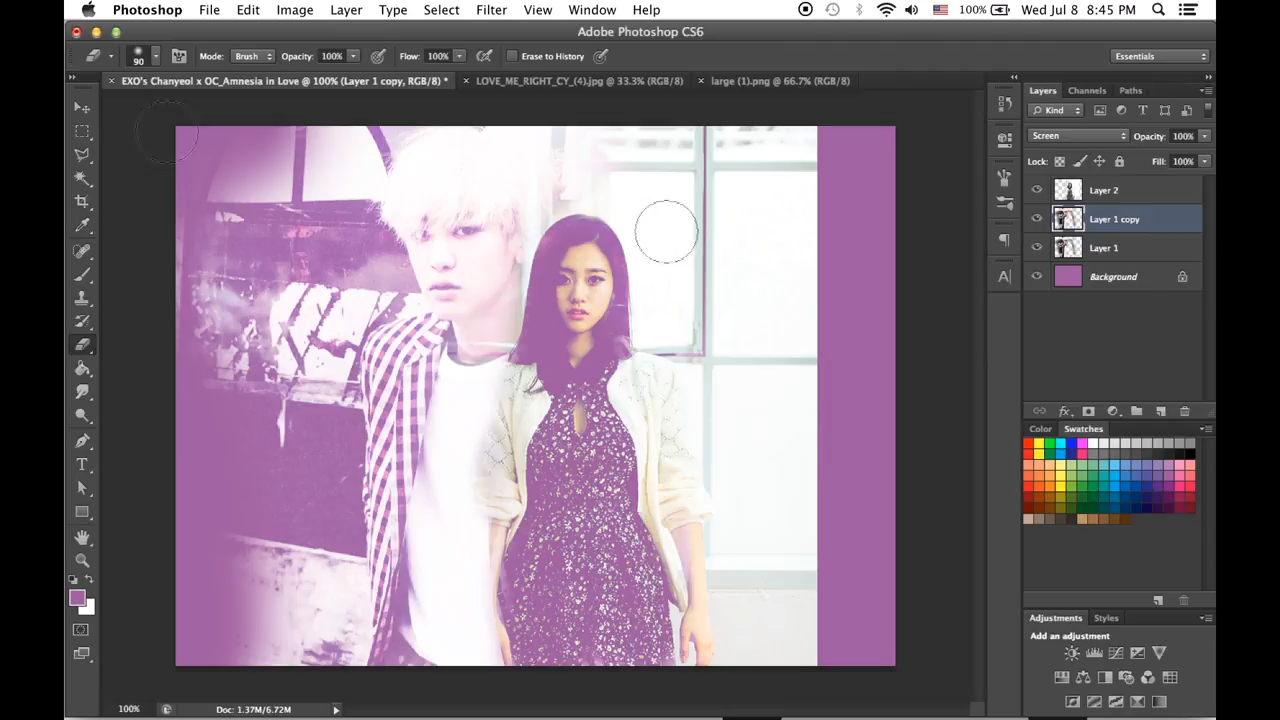 Photoshop File Edit Image Layer Type Select Filter View Window Help 100% Wed Jul 8 8:45 PM
Adobe Photoshop CS6
90 Mode: Brush Opacity: 100% Flow: 100% Erase to History Essentials
× EXO's Chanyeol x OC_Amnesia in Love @ 100% (Layer 1 copy, RGB/8) * × LOVE_ME_RIGHT_CY_(4).jpg @ 33.3% (RGB/8) × large (1).png @ 66.7% (RGB/8)
Layers Channels Paths
Kind
Screen Opacity: 100%
Lock: Fill: 100%
Layer 2
Layer 1 copy
Layer 1
Background
Color Swatches
Adjustments Styles
Add an adjustment
100% Doc: 1.37M/6.72M